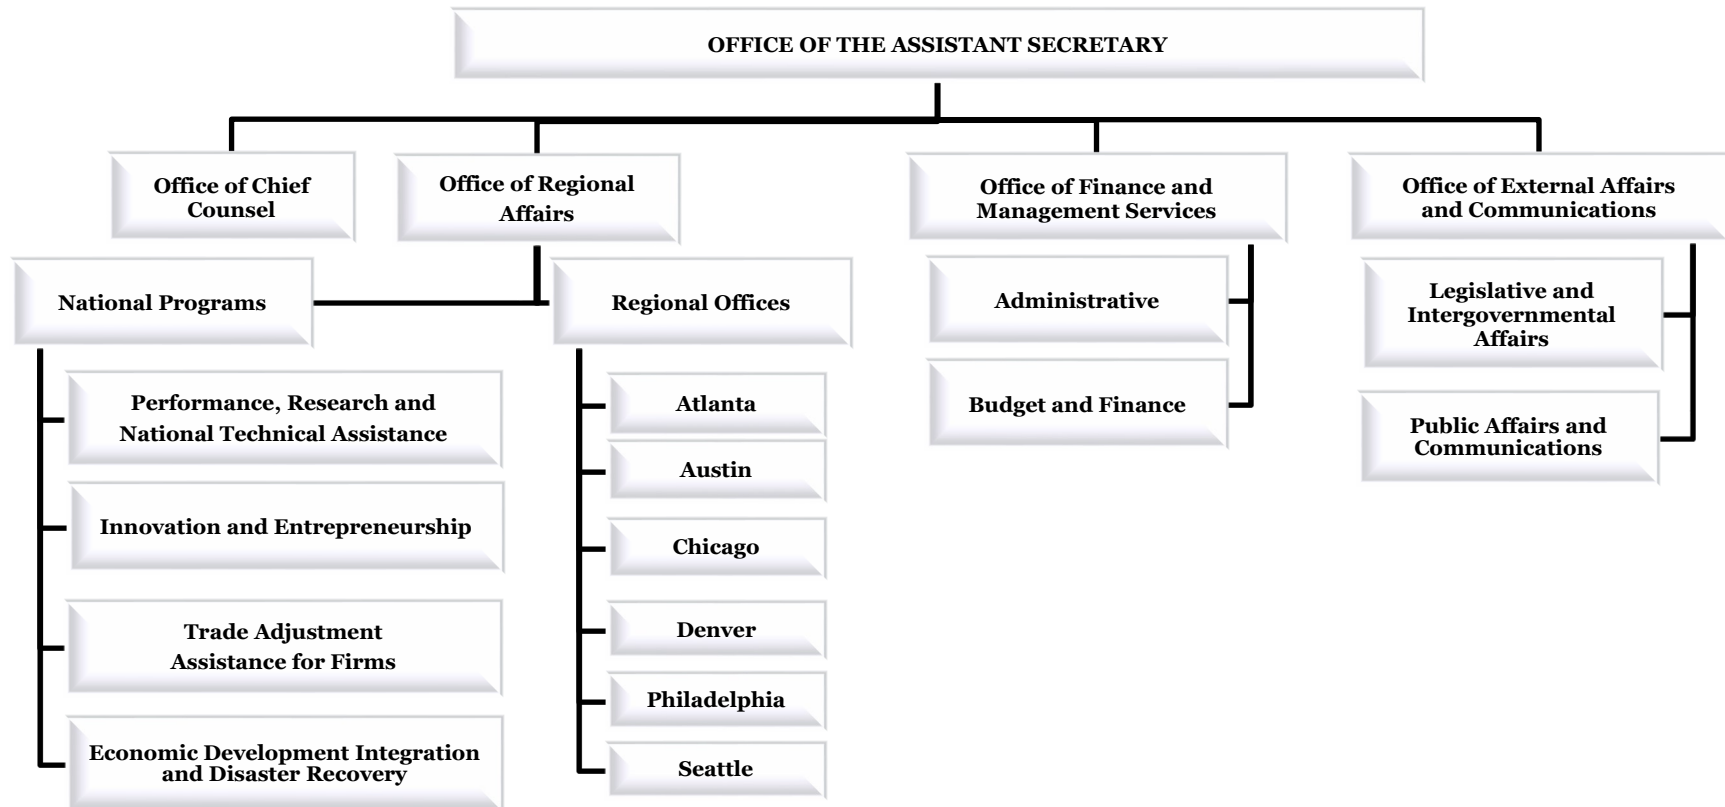 OFFICE OF THE ASSISTANT SECRETARY
Office of Chief
Counsel
Office of Regional
Affairs
Office of Finance and
Management Services
Office of External Affairs
and Communications
National Programs
Regional Offices
Administrative
Legislative and
Intergovernmental
Affairs
Performance, Research and
National Technical Assistance
Atlanta
Budget and Finance
Public Affairs and
Communications
Austin
Innovation and Entrepreneurship
Chicago
Trade Adjustment
Assistance for Firms
Denver
Philadelphia
Economic Development Integration
and Disaster Recovery
Seattle